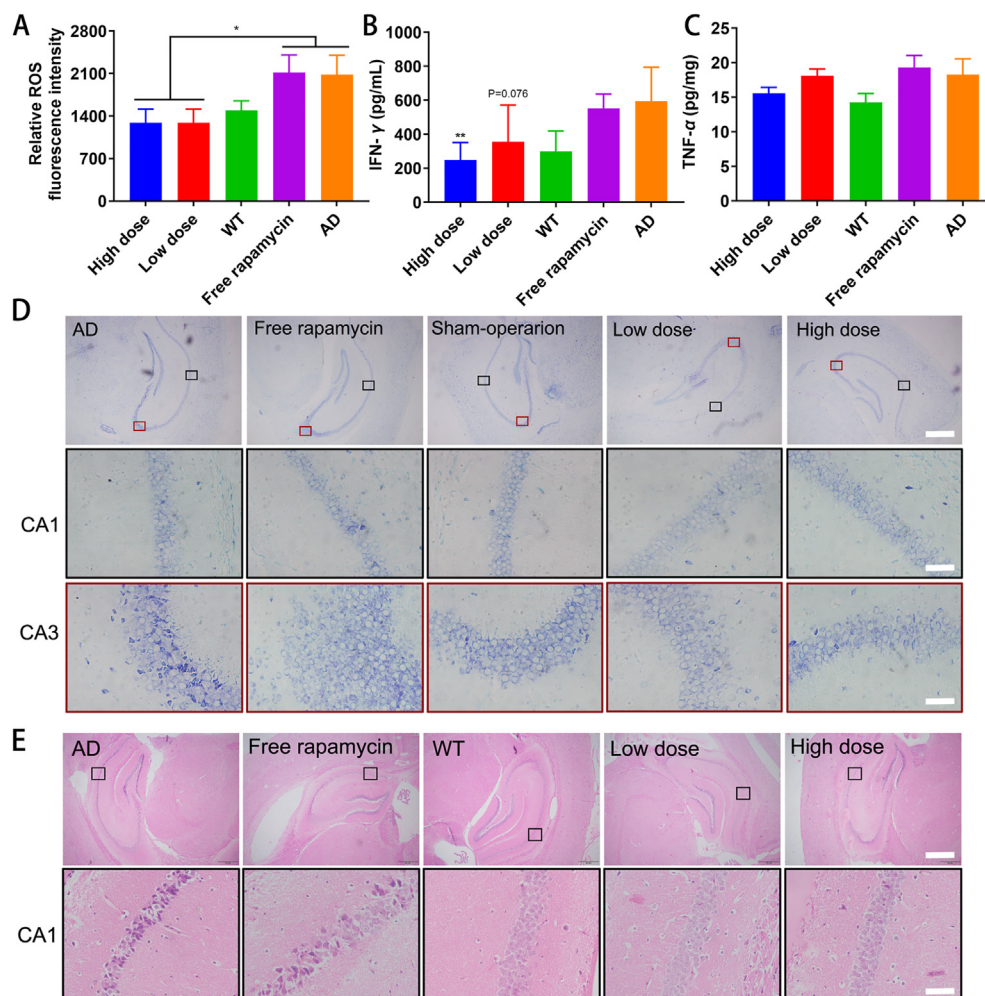 A
Relative ROS
fluorescence intensity
2800
2100
1400
700
0
*
High dose
Low dose
WT
Free rapamycin
AD
B
IFN- γ (pg/mL)
1000
800
600
400
200
0
**
P=0.076
High dose
Low dose
WT
Free rapamycin
AD
C
TNF-α (pg/mg)
25
20
15
10
5
0
High dose
Low dose
WT
Free rapamycin
AD
D
AD
Free rapamycin
Sham-operarion
Low dose
High dose
CA1
CA3
E
AD
Free rapamycin
WT
Low dose
High dose
CA1